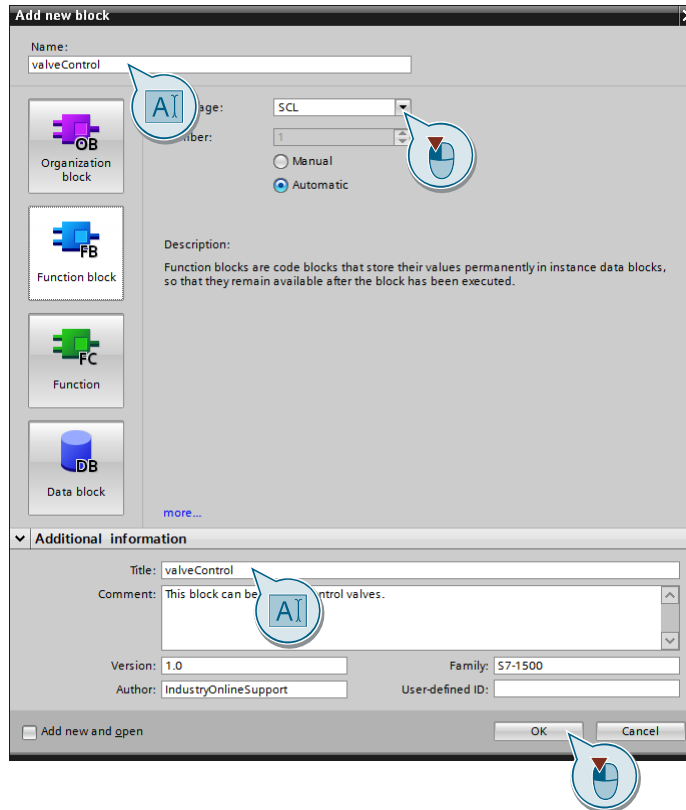 Add new block
Name:
valveControl
age: SCL
ber: 1
Manual
Automatic
OB
Organization
block
FB
Function block
FC
Function
DB
Data block
Description:
Function blocks are code blocks that store their values permanently in instance data blocks,
so that they remain available after the block has been executed.
more...
Additional information
Title: valveControl
Comment: This block can be ntrol valves.
Version: 1.0
Family: S7-1500
Author: IndustryOnlineSupport
User-defined ID:
Add new and open
OK
Cancel
A
A